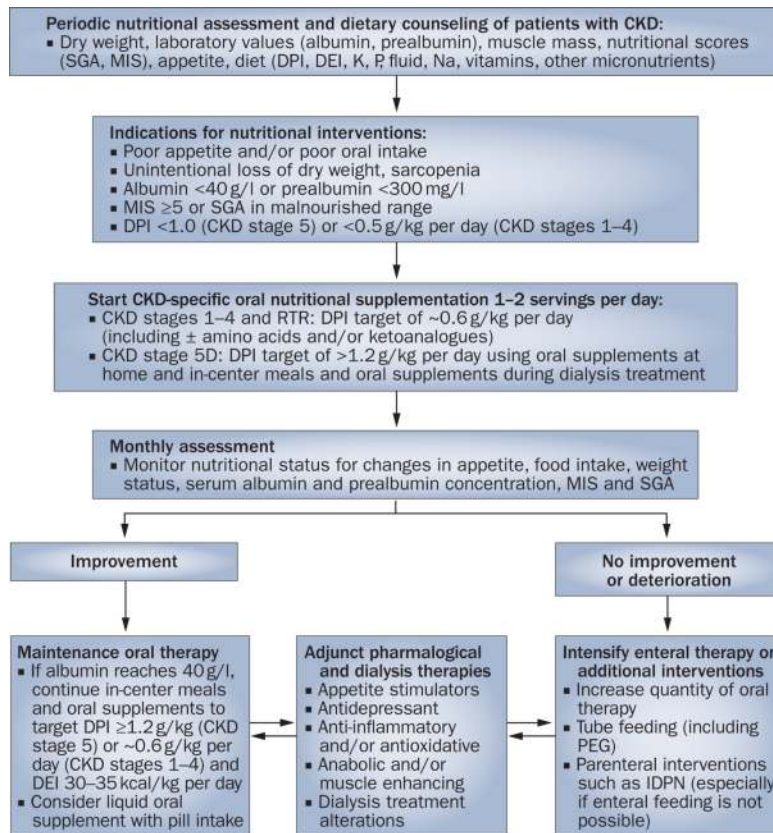 Periodic nutritional assessment and dietary counseling of patients with CKD:
▪ Dry weight, laboratory values (albumin, prealbumin), muscle mass, nutritional scores
(SGA, MIS), appetite, diet (DPI, DEI, K, P, fluid, Na, vitamins, other micronutrients)
Indications for nutritional interventions:
▪ Poor appetite and/or poor oral intake
▪ Unintentional loss of dry weight, sarcopenia
▪ Albumin <40 g/l or prealbumin <300 mg/l
▪ MIS ≥5 or SGA in malnourished range
▪ DPI <1.0 (CKD stage 5) or <0.5 g/kg per day (CKD stages 1–4)
Start CKD-specific oral nutritional supplementation 1–2 servings per day:
▪ CKD stages 1–4 and RTR: DPI target of ~0.6 g/kg per day
(including ± amino acids and/or ketoanalogues)
▪ CKD stage 5D: DPI target of >1.2 g/kg per day using oral supplements at
home and in-center meals and oral supplements during dialysis treatment
Monthly assessment
▪ Monitor nutritional status for changes in appetite, food intake, weight
status, serum albumin and prealbumin concentration, MIS and SGA
Improvement
No improvement
or deterioration
Maintenance oral therapy
▪ If albumin reaches 40 g/l,
continue in-center meals
and oral supplements to
target DPI ≥1.2 g/kg (CKD
stage 5) or ~0.6 g/kg per
day (CKD stages 1–4) and
DEI 30–35 kcal/kg per day
▪ Consider liquid oral
supplement with pill intake
Adjunct pharmalogical
and dialysis therapies
▪ Appetite stimulators
▪ Antidepressant
▪ Anti-inflammatory
and/or antioxidative
▪ Anabolic and/or
muscle enhancing
▪ Dialysis treatment
alterations
Intensify enteral therapy or
additional interventions
▪ Increase quantity of oral
therapy
▪ Tube feeding (including
PEG)
▪ Parenteral interventions
such as IDPN (especially
if enteral feeding is not
possible)